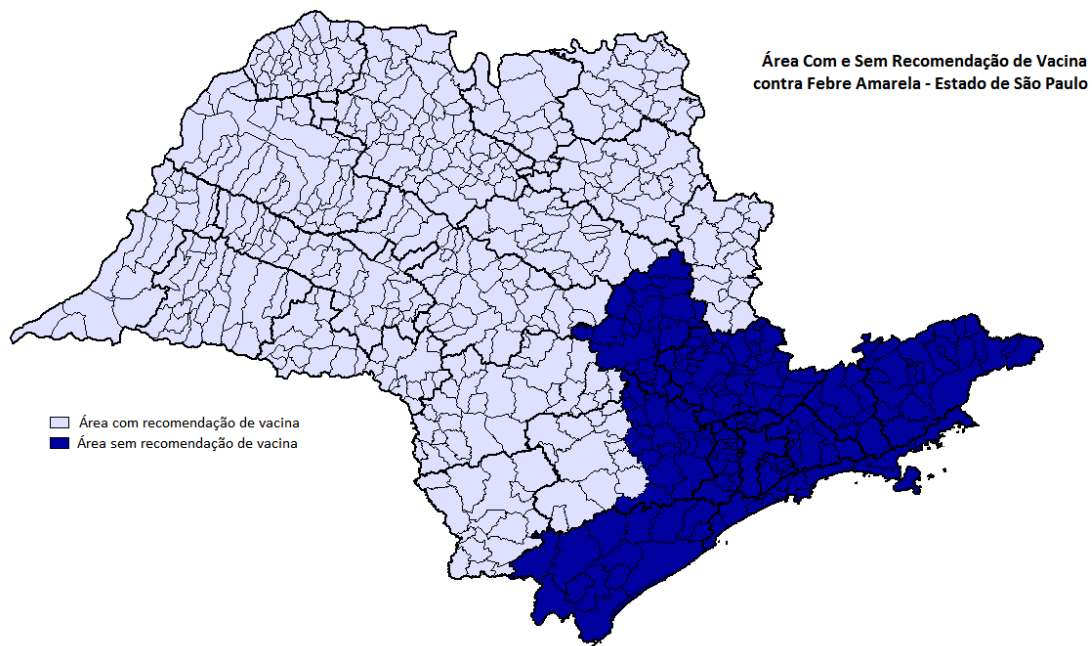 Área Com e Sem Recomendação de Vacina
contra Febre Amarela - Estado de São Paulo
Área com recomendação de vacina
Área sem recomendação de vacina